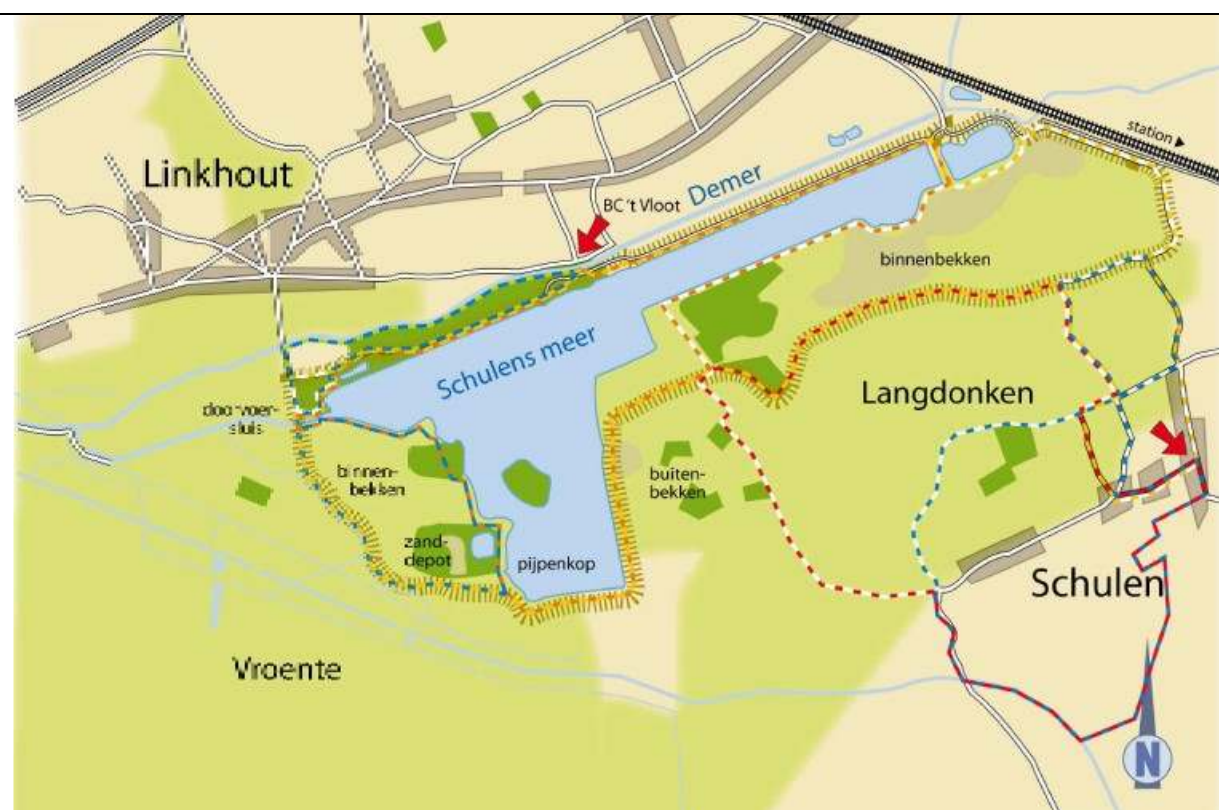 station ►
Linkhout
Demer
BC 't Vloot
binnenbekken
Schulens meer
Langdonken
doorvoer-
sluis
binnen-
bekken
buiten-
bekken
zand-
depot
pijpenkop
Schulen
Vroente
N